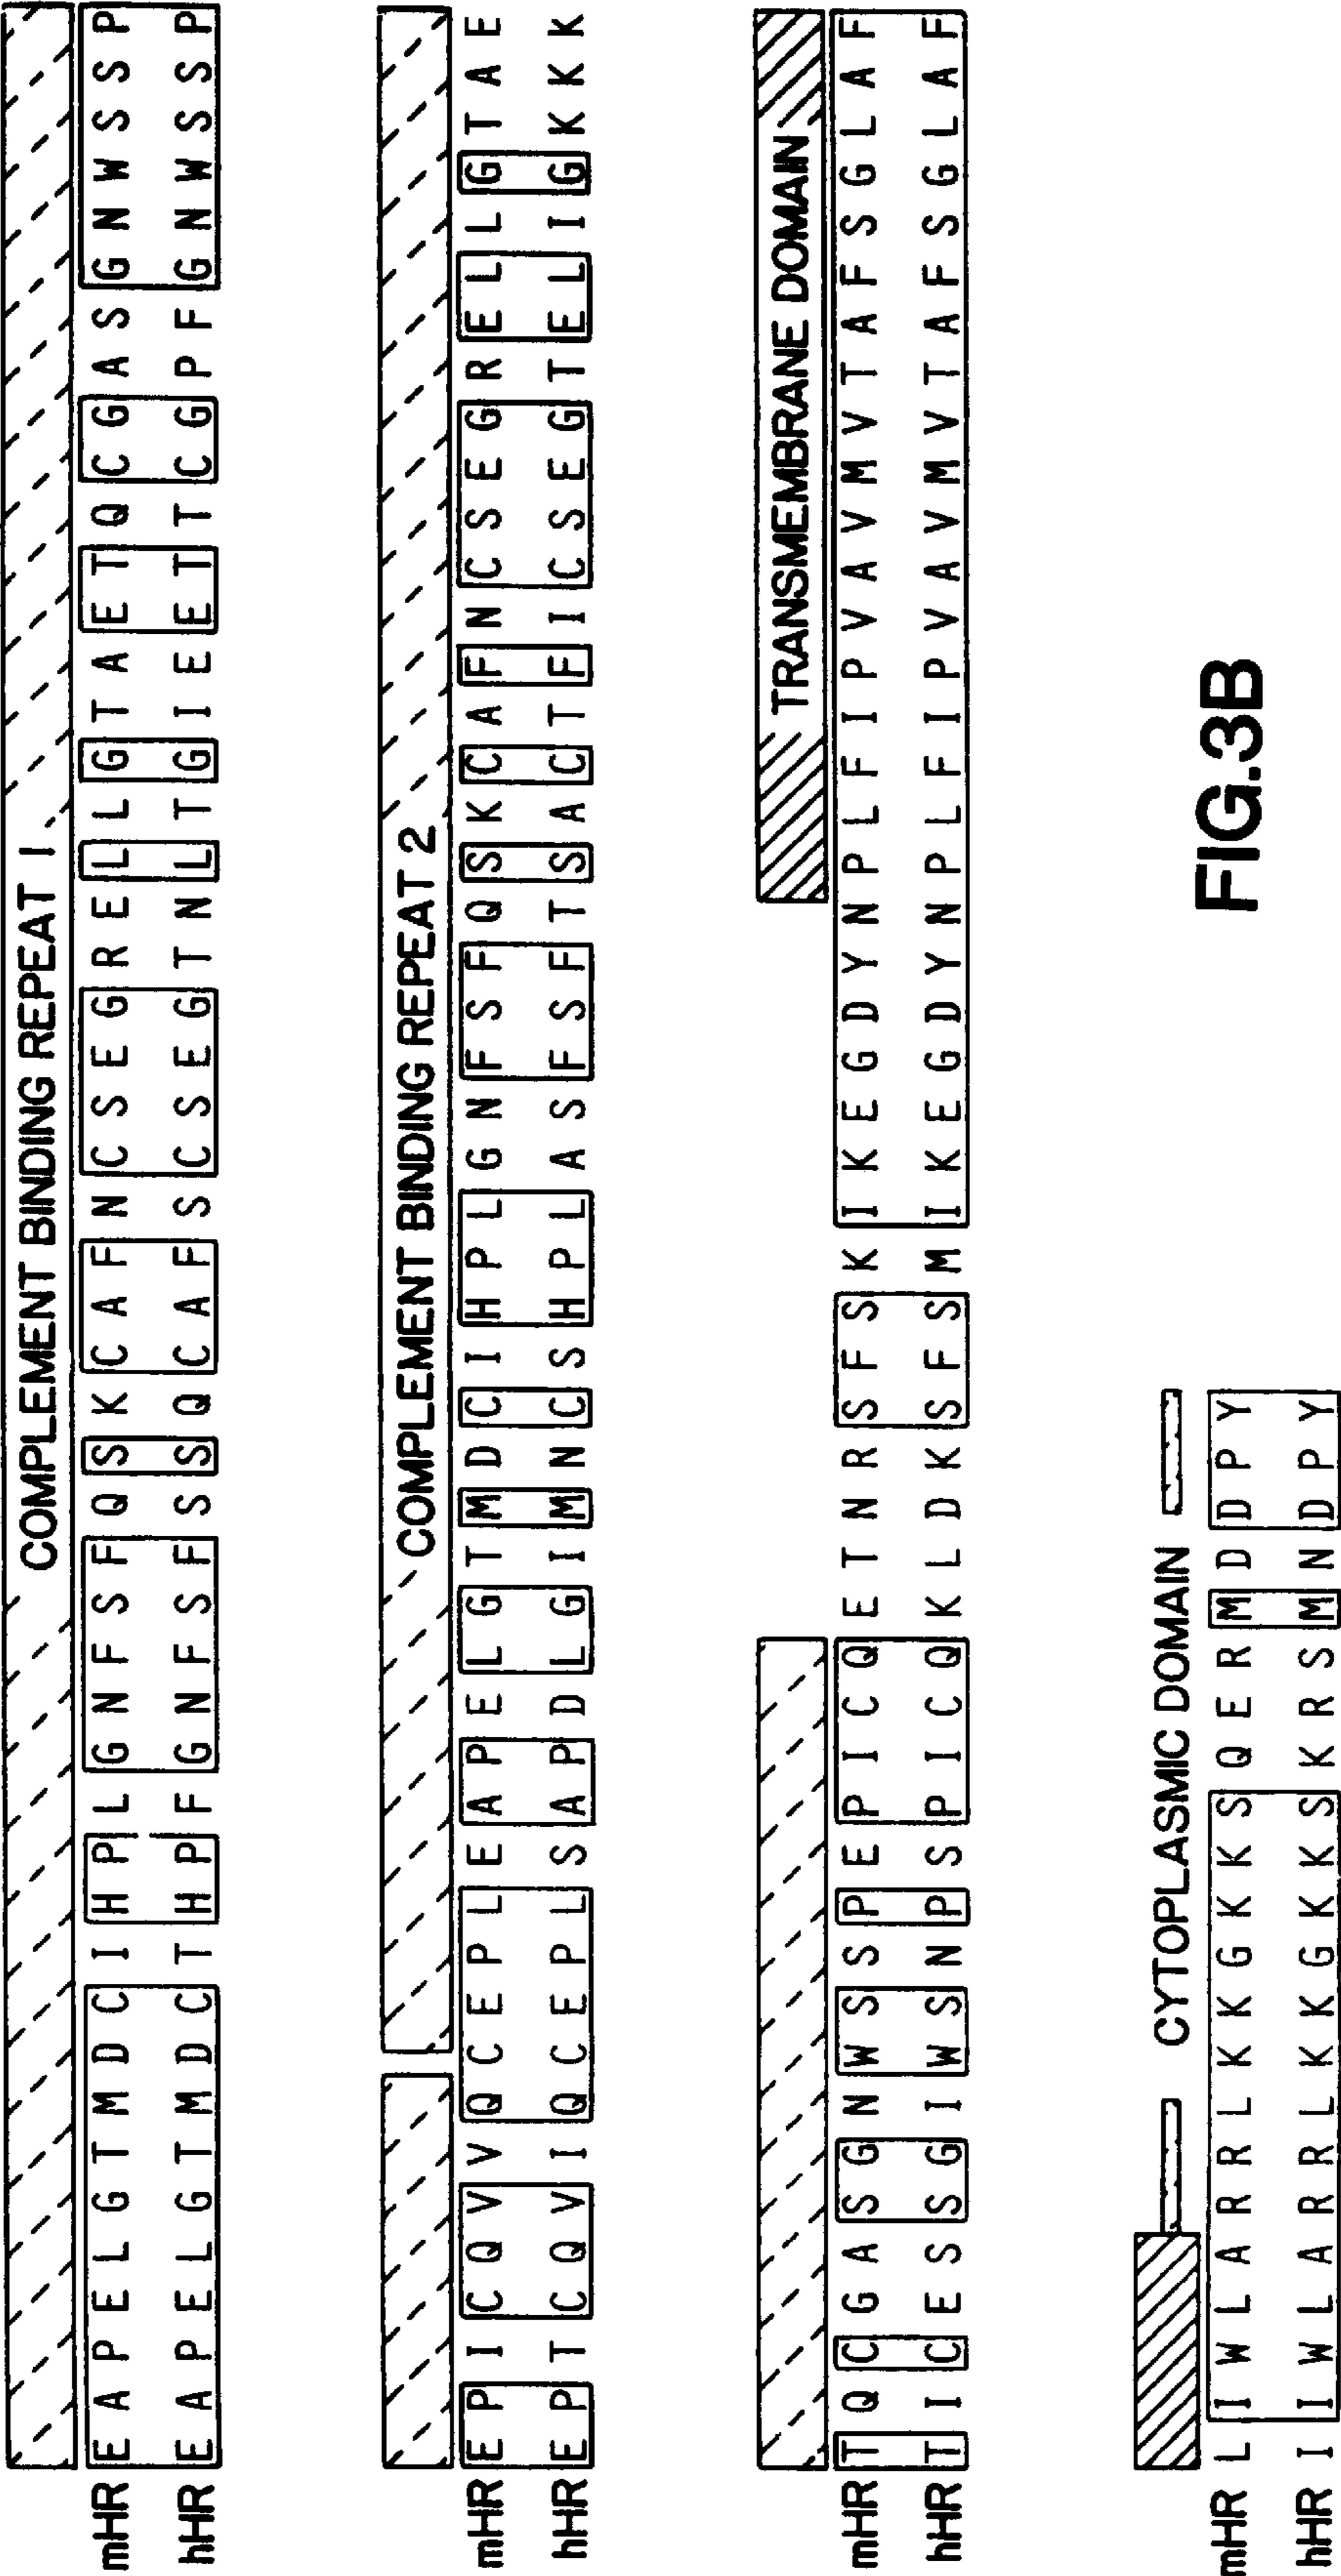 COMPLEMENT BINDING REPEAT 1
mHR E A P E L G T M D C I H P L G N F S F Q S K C A F N C S E G R E L L G T A E T Q C G A S G N W S S P
hHR E A P E L G T M D C T H P F G N F S F S S Q C A F S C S E G T N L T G I E E T T C G P F G N W S S P
COMPLEMENT BINDING REPEAT 2
mHR E P I C Q V V Q C E P L E A P E L G T M D C I H P L G N F S F Q S K C A F N C S E G R E L L G T A E
hHR E P T C Q V I Q C E P L S A P D L G I M N C S H P L A S F S F T S A C T F I C S E G T E L I G K K K
TRANSMEMBRANE DOMAIN
mHR T Q C G A S G N W S S P E P I C Q E T N R S F S K I K E G D Y N P L F I P V A V M V T A F S G L A F
hHR T I C E S S G I W S N P S P I C Q K L D K S F S M I K E G D Y N P L F I P V A V M V T A F S G L A F
CYTOPLASMIC DOMAIN
mHR L I W L A R R L K K G K K S Q E R M D D P Y
hHR I I W L A R R L K K G K K S K R S M N D P Y
FIG.3B